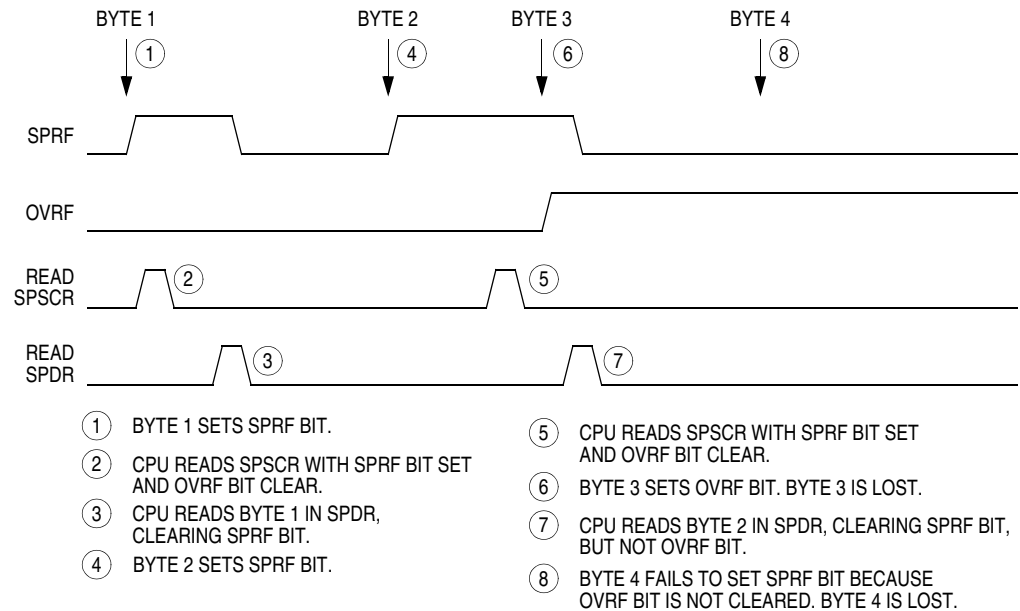 BYTE 1 BYTE 2 BYTE 3 BYTE 4
1 4 6 8
SPRF
OVRF
READ
SPSCR
2 5
READ
SPDR
3 7
1 BYTE 1 SETS SPRF BIT.
2 CPU READS SPSCR WITH SPRF BIT SET
AND OVRF BIT CLEAR.
3 CPU READS BYTE 1 IN SPDR,
CLEARING SPRF BIT.
4 BYTE 2 SETS SPRF BIT.
5 CPU READS SPSCR WITH SPRF BIT SET
AND OVRF BIT CLEAR.
6 BYTE 3 SETS OVRF BIT. BYTE 3 IS LOST.
7 CPU READS BYTE 2 IN SPDR, CLEARING SPRF BIT,
BUT NOT OVRF BIT.
8 BYTE 4 FAILS TO SET SPRF BIT BECAUSE
OVRF BIT IS NOT CLEARED. BYTE 4 IS LOST.